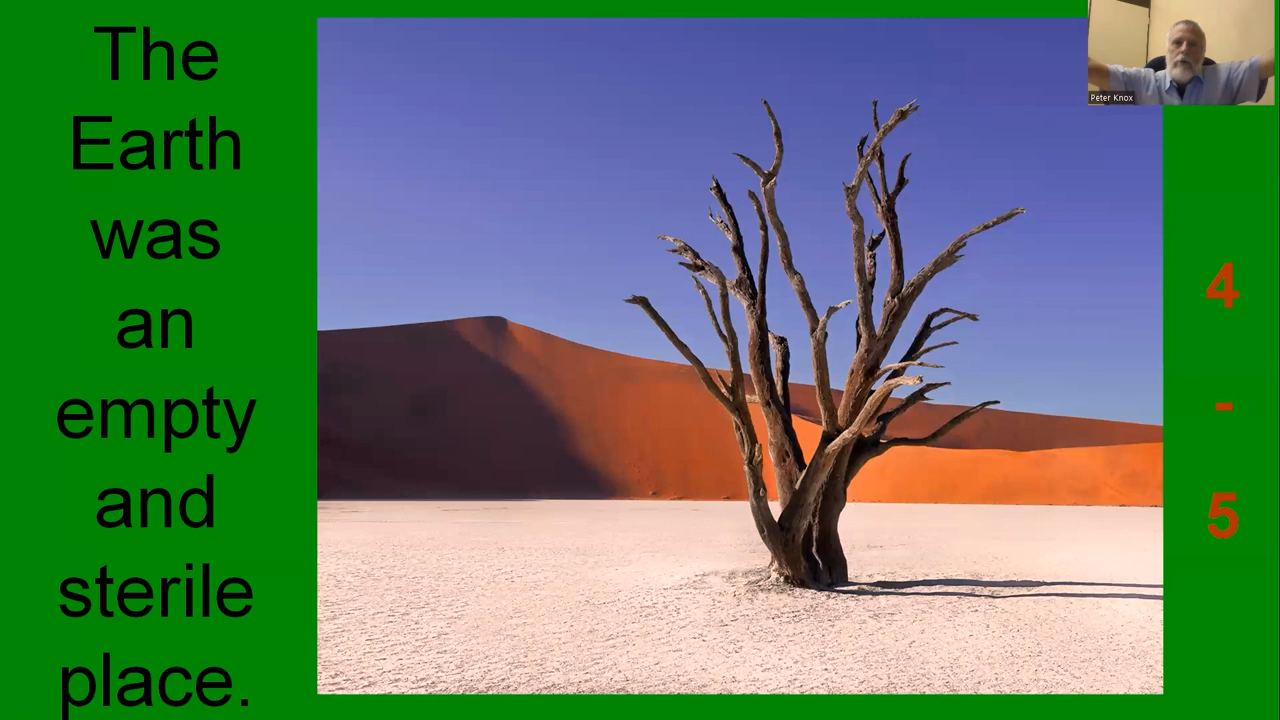 The
Earth
was
an
empty
and
sterile
place.
Peter Knox
4
-
5